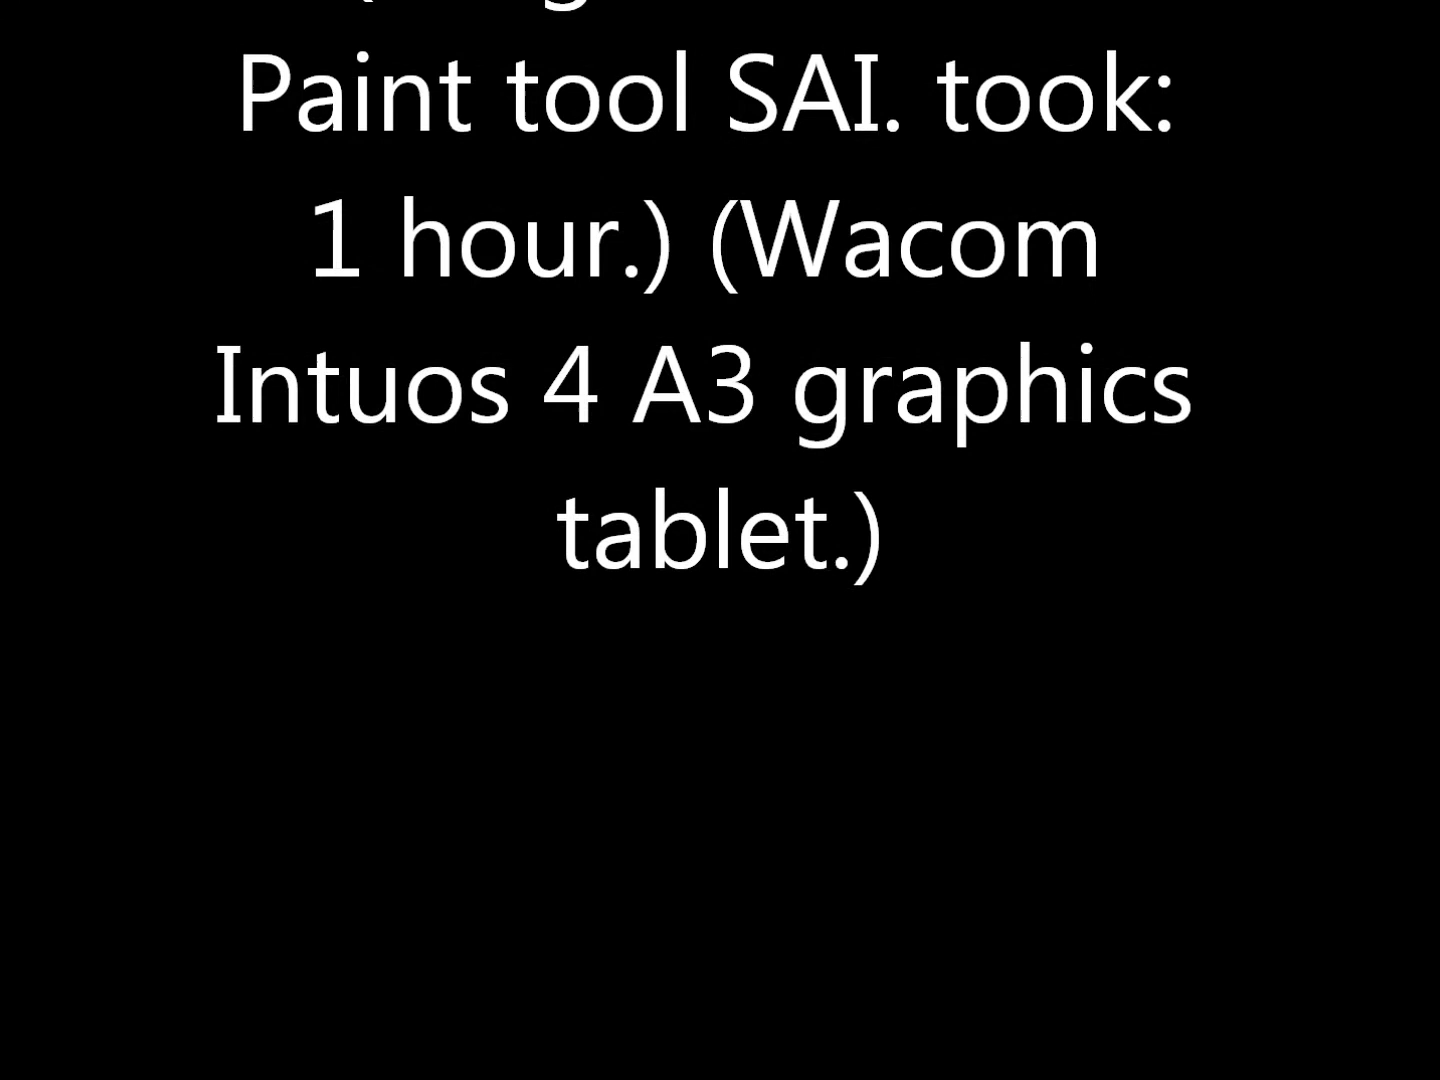 Paint tool SAI. took:
1 hour.) (Wacom
Intuos 4 A3 graphics
tablet.)